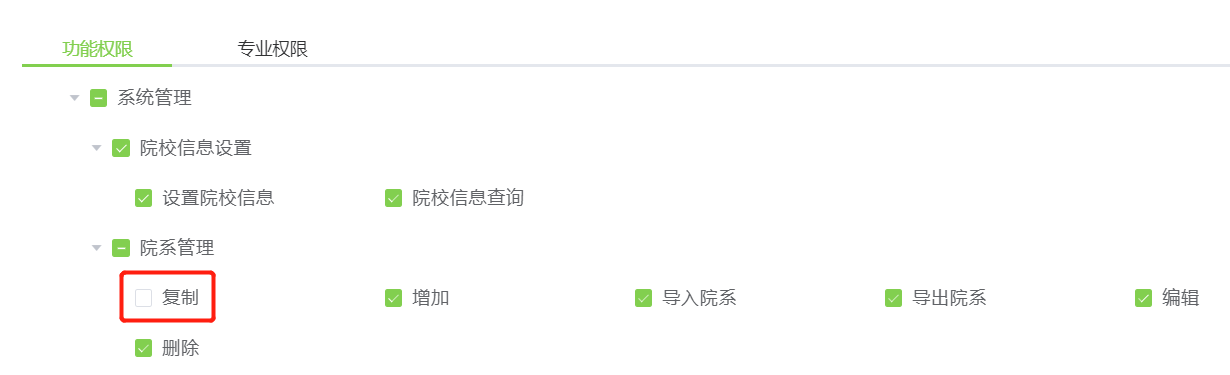 功能权限 专业权限
系统管理
院校信息设置
设置院校信息 院校信息查询
院系管理
复制 增加 导入院系 导出院系 编辑
删除